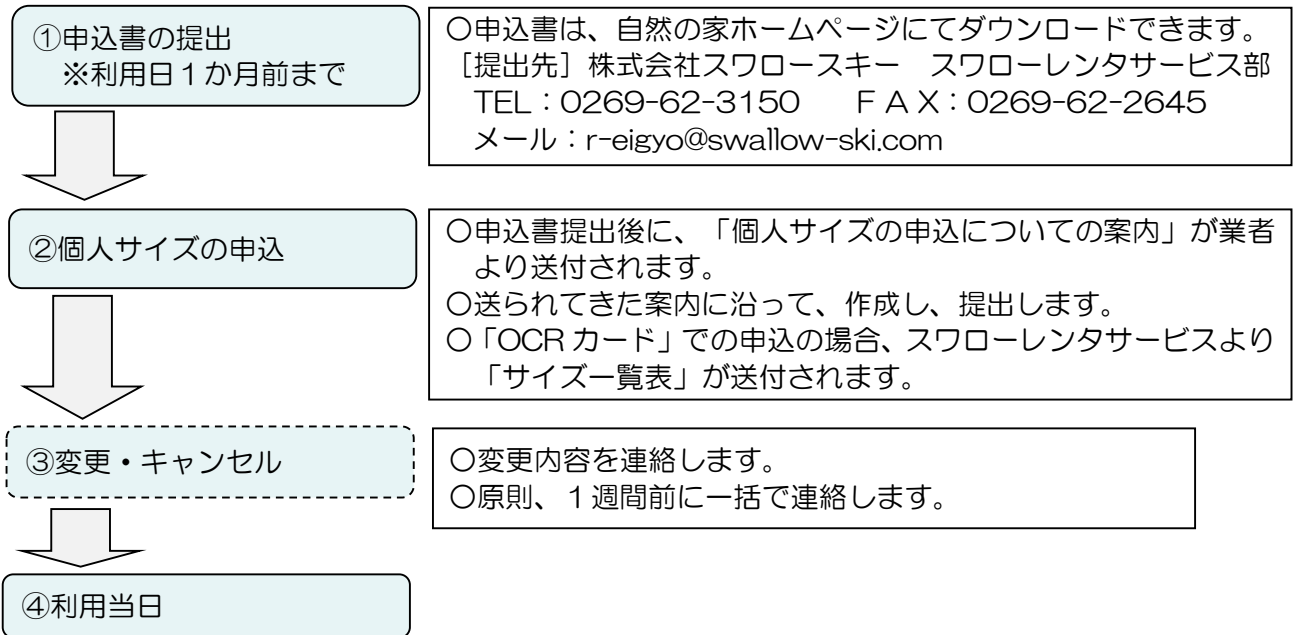 ①申込書の提出
※利用日1か月前まで
〇申込書は、自然の家ホームページにてダウンロードできます。
［提出先］株式会社スワロースキー　スワローレンタサービス部
TEL：0269-62-3150　　ＦＡＸ：0269-62-2645
メール：r-eigyo@swallow-ski.com
②個人サイズの申込
〇申込書提出後に、「個人サイズの申込についての案内」が業者
より送付されます。
〇送られてきた案内に沿って、作成し、提出します。
〇「OCRカード」での申込の場合、スワローレンタサービスより
「サイズ一覧表」が送付されます。
③変更・キャンセル
〇変更内容を連絡します。
〇原則、1週間前に一括で連絡します。
④利用当日